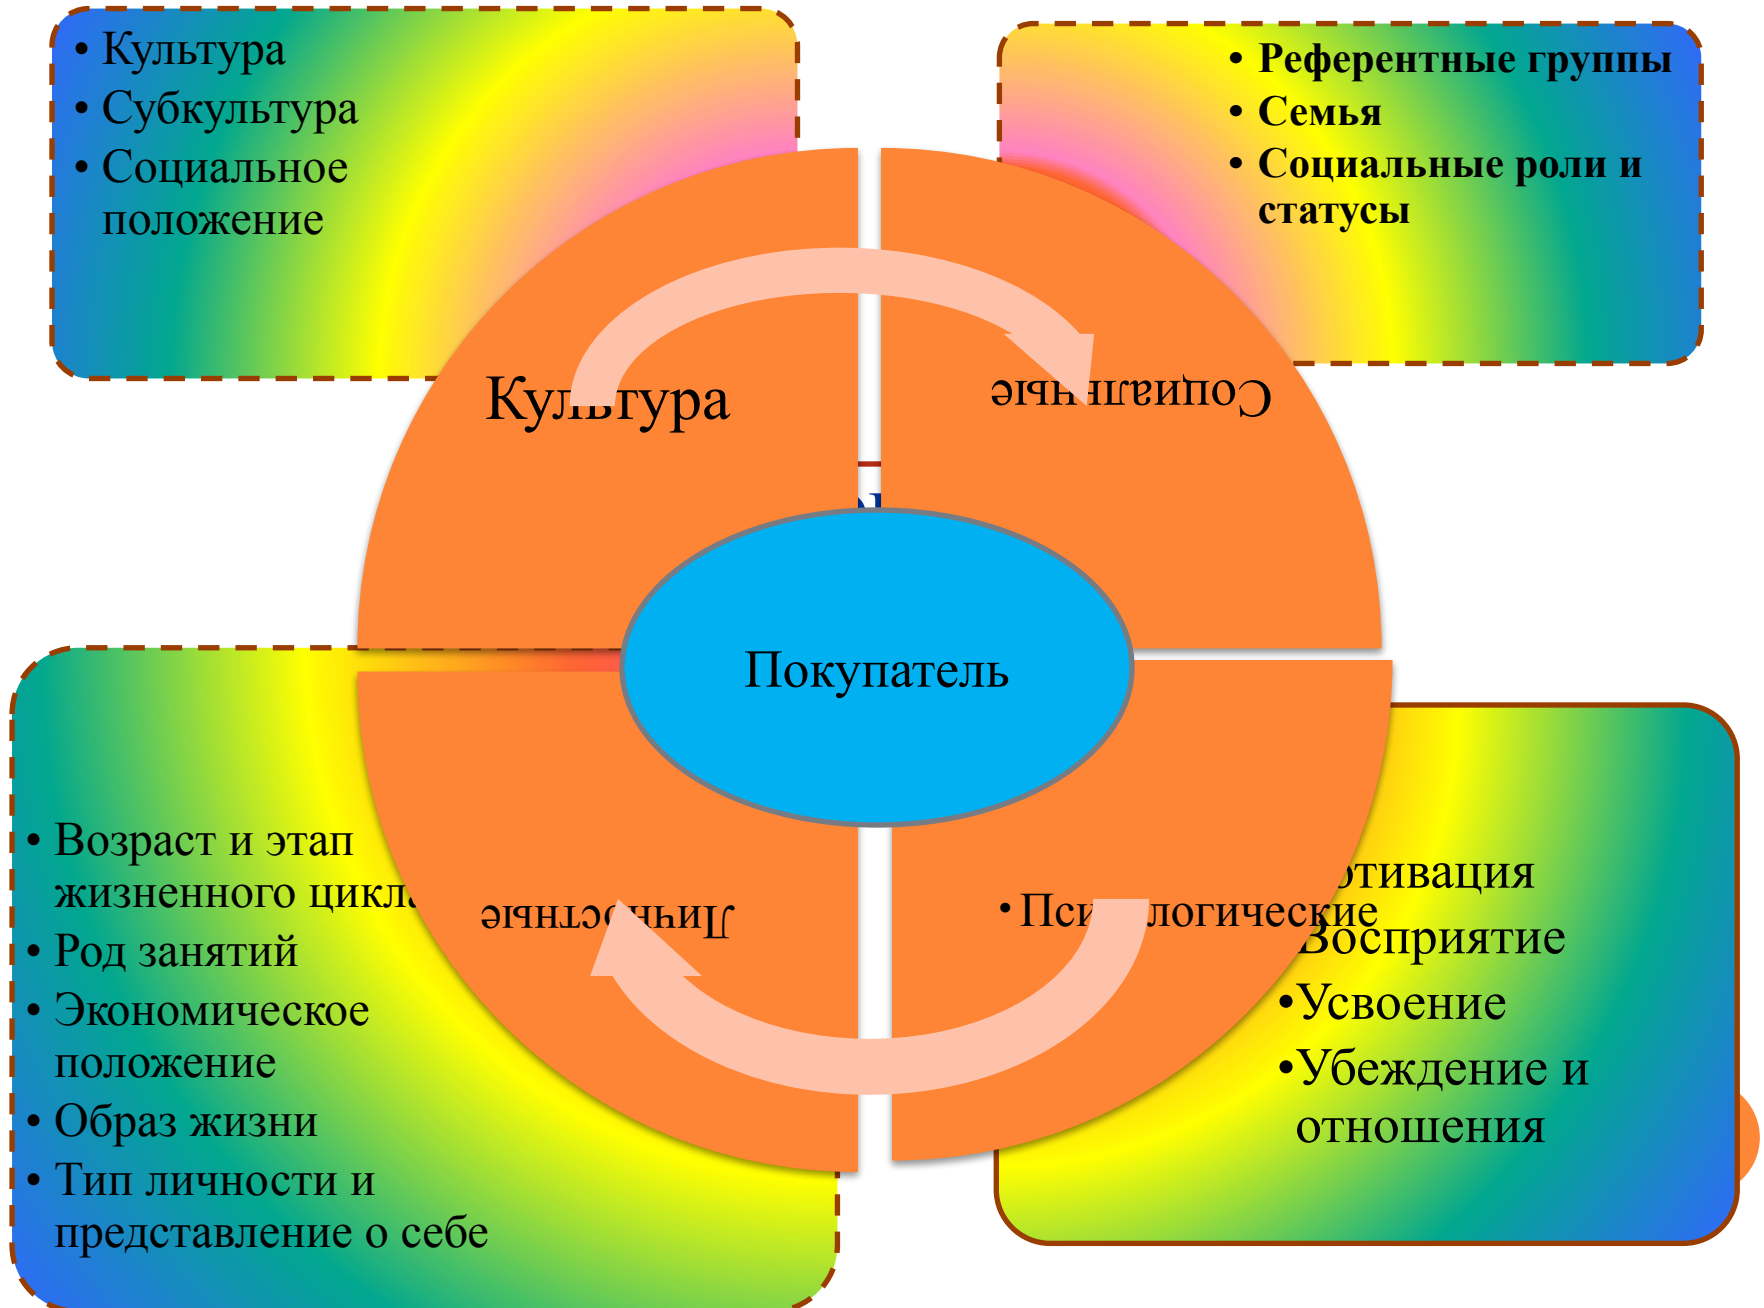 • Культура
• Субкультура
• Социальное
положение
• Референтные группы
• Семья
• Социальные роли и
статусы
Культура
Социальные
Покупатель
• Возраст и этап
жизненного цикла
• Род занятий
• Экономическое
положение
• Образ жизни
• Тип личности и
представление о себе
Личностные
• Психологические
Мотивация
Восприятие
•Усвоение
•Убеждение и
отношения